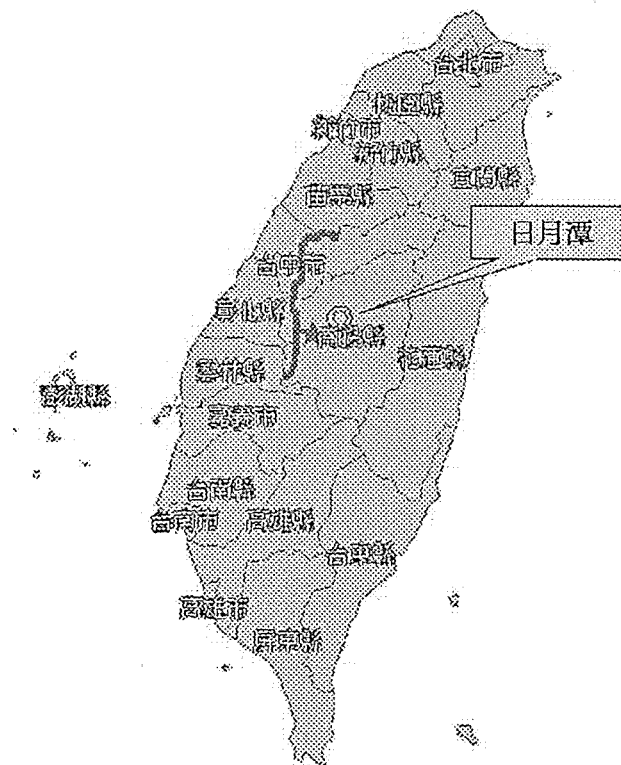 台北市
桃園縣
新竹市
新竹縣
宜蘭縣
苗栗縣
日月潭
台中市
彰化縣
南投縣
花蓮縣
雲林縣
澎湖縣
嘉義市
台南縣
台南市
高雄縣
台東縣
高雄市
屏東縣